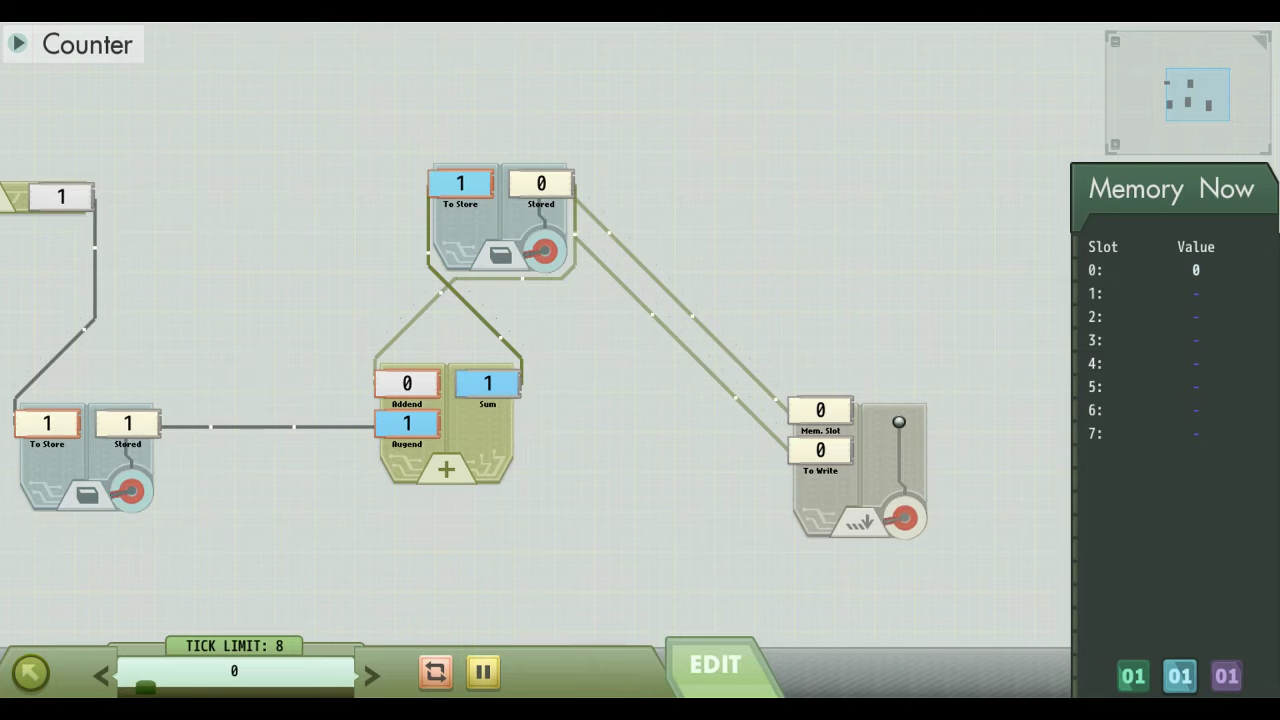 Counter
1
1 0
To Store Stored
1 1
To Store Stored
0 1
Addend Sum
1
Augend
+
0
Mem. Slot
0
To Write
Memory Now
Slot Value
0: 0
1: -
2: -
3: -
4: -
5: -
6: -
7: -
TICK LIMIT: 8
< 0 >
EDIT
01 01 01